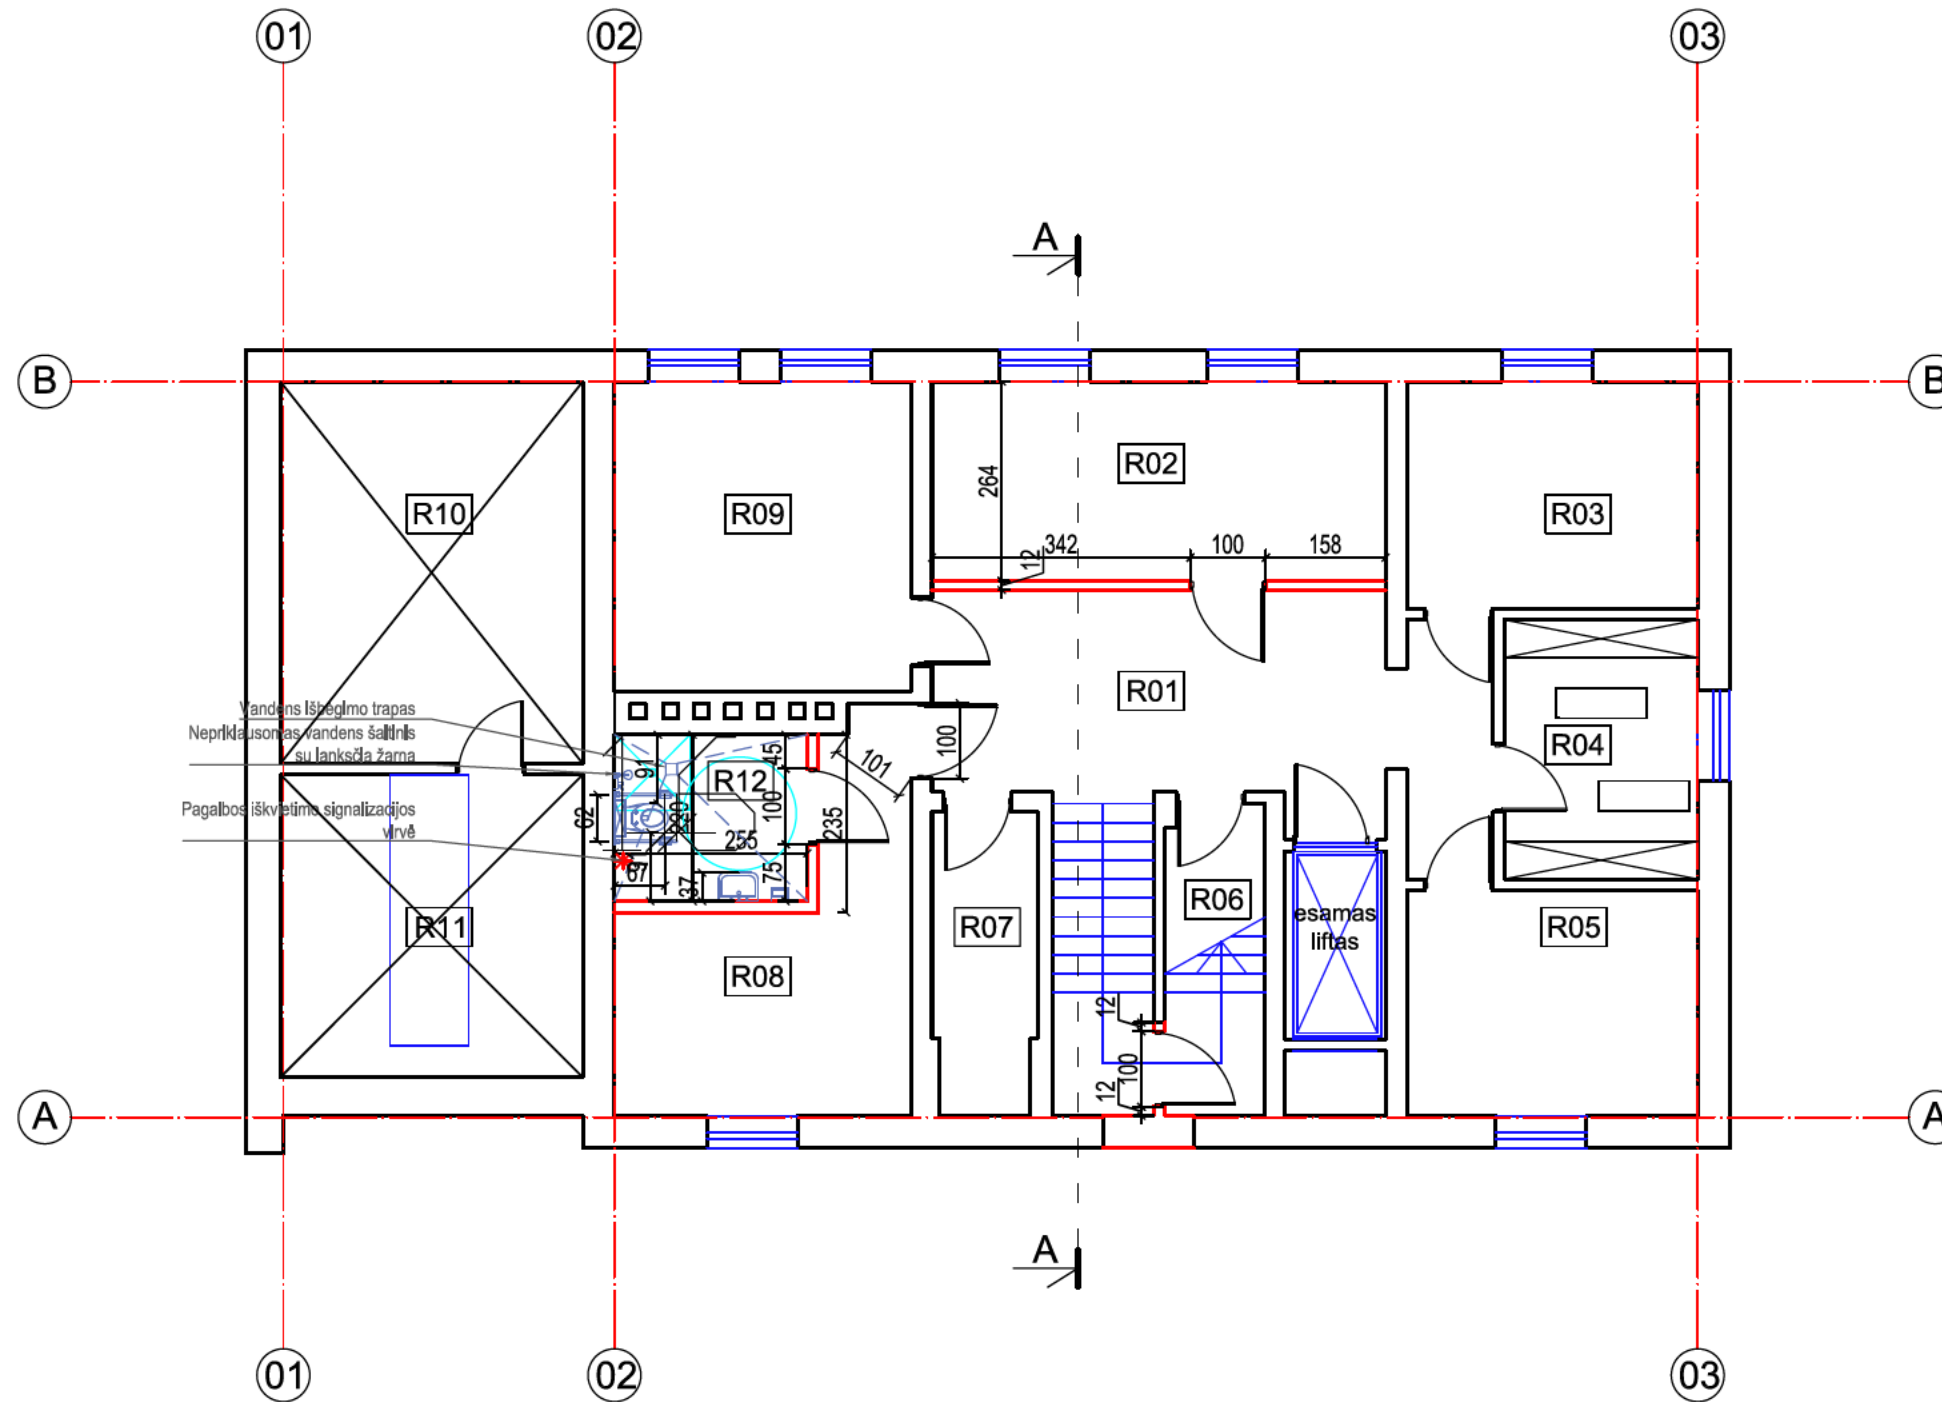 01 02 03
A
B B
R02
R10 R09 R03
264
342 100 158
12
R01
Vandens išbėgimo trapas
Nepriklausomas vandens šaltinis
su lanksčia žarna
Pagalbos iškvietimo signalizacijos
virvė
R12
R04
91 45 101 100
62 100 235
255
67 37 75
R11 R07 R06 R05
esamas
liftas
R08
12
100
12
A A
A
01 02 03